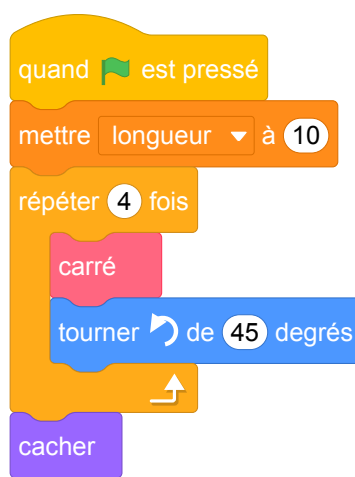 quand est pressé
mettre longueur à 10
répéter 4 fois
carré
tourner de 45 degrés
cacher